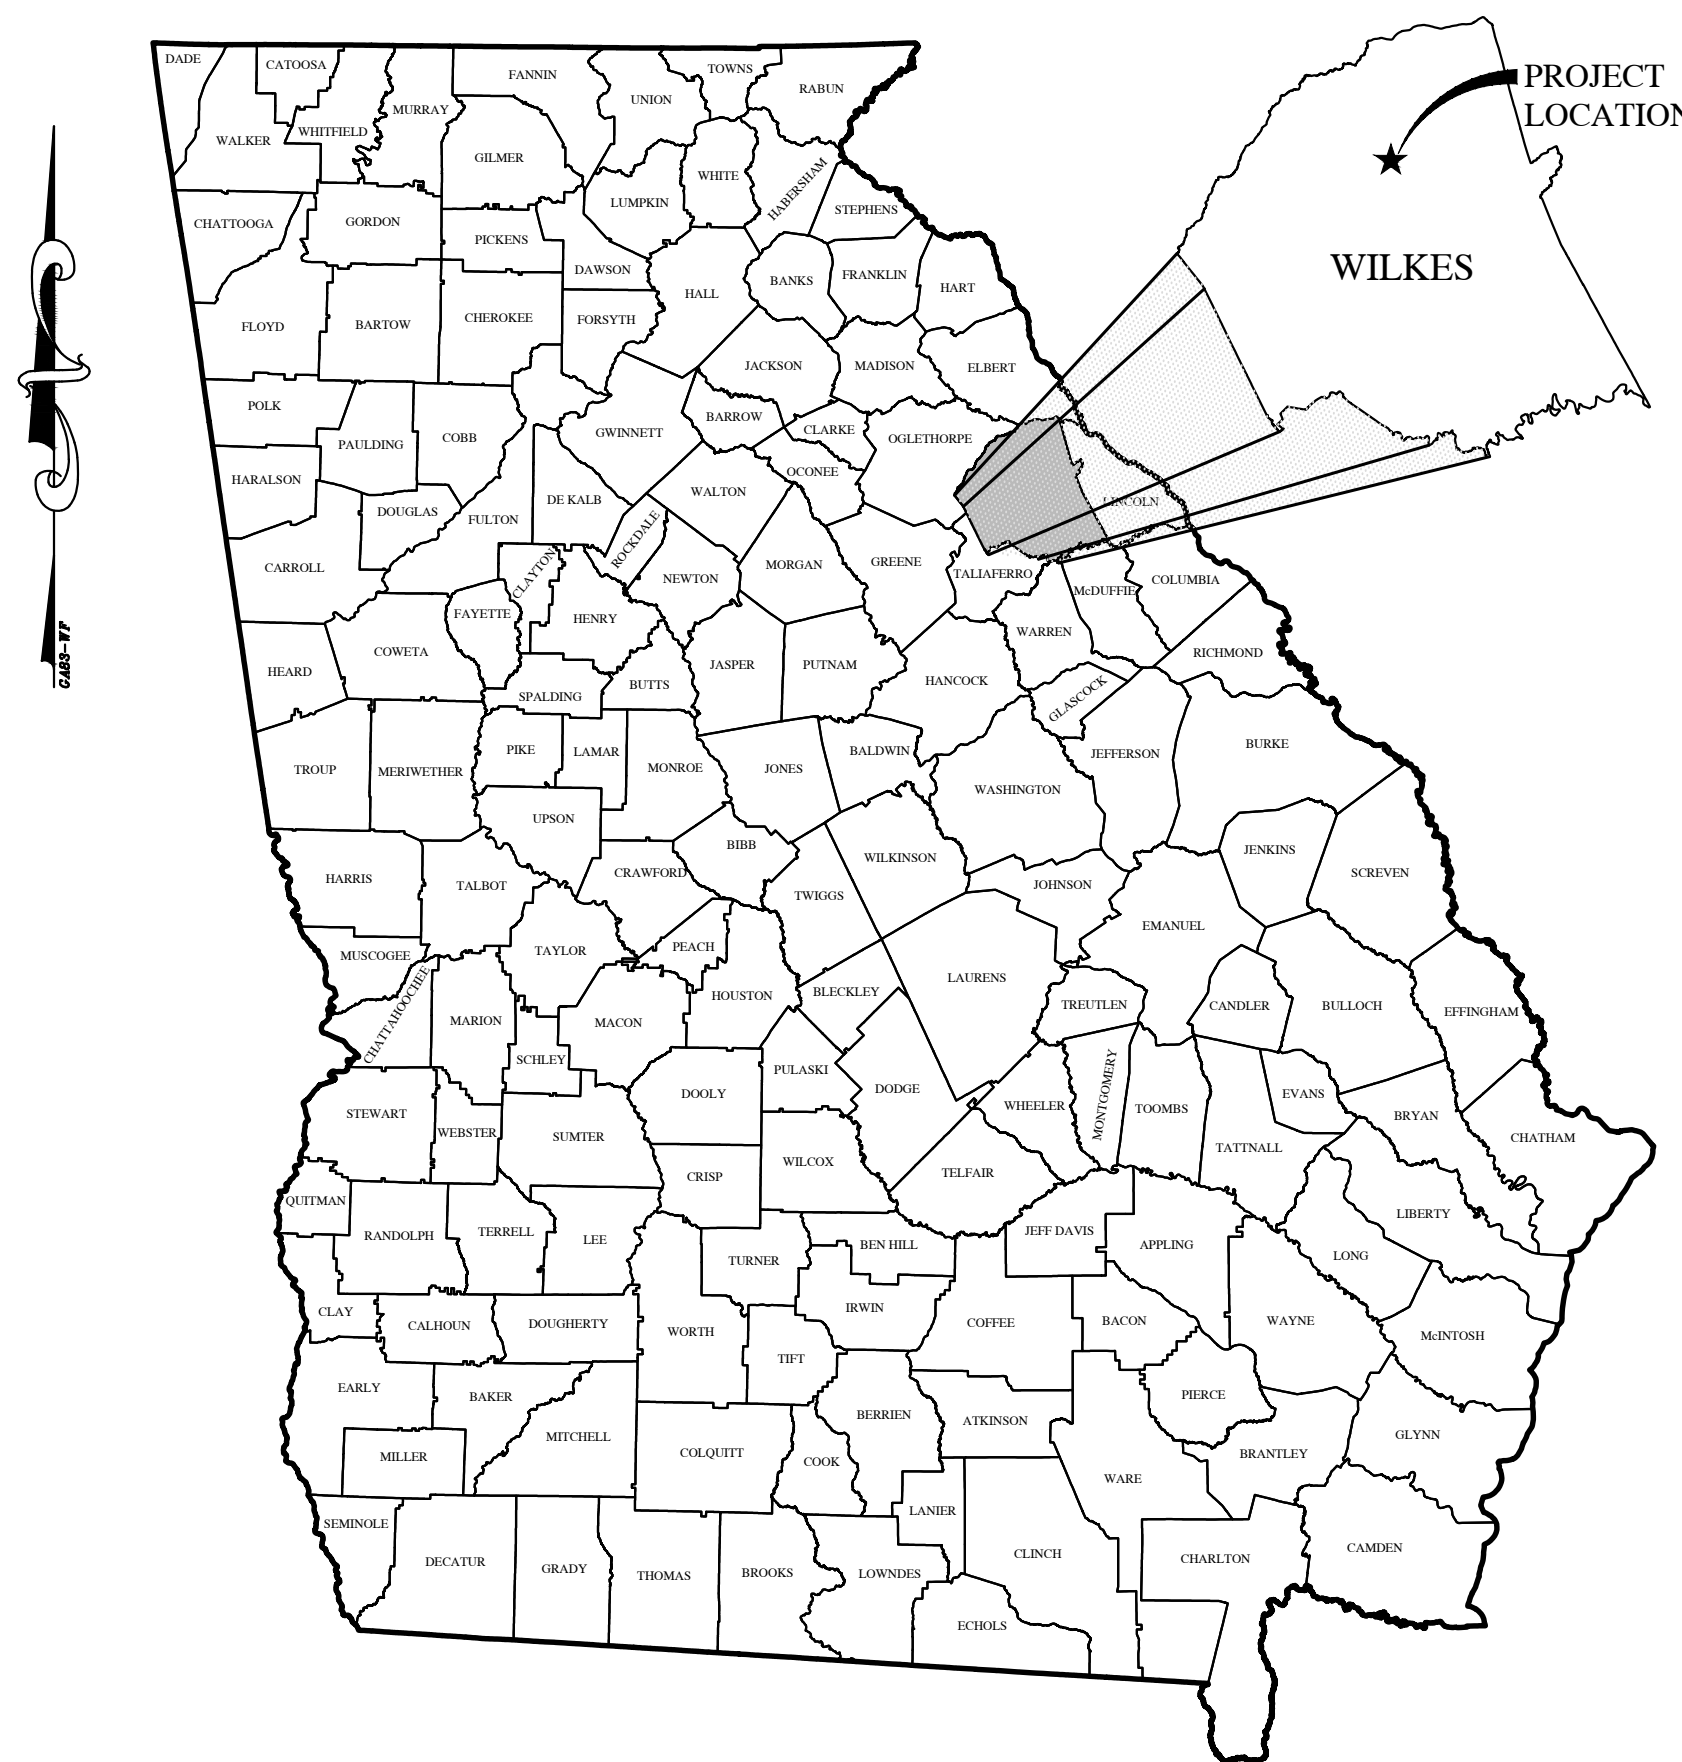 DADE
CATOOSA
FANNIN
TOWNS
UNION
RABUN
PROJECT
LOCATION
MURRAY
WHITFIELD
WALKER
GILMER
WHITE
HABERSHAM
LUMPKIN
STEPHENS
CHATTOOGA
GORDON
PICKENS
DAWSON
BANKS
FRANKLIN
HART
WILKES
HALL
FLOYD
BARTOW
CHEROKEE
FORSYTH
JACKSON
MADISON
ELBERT
POLK
PAULDING
COBB
GWINNETT
BARROW
CLARKE
OGLETHORPE
HARALSON
DOUGLAS
FULTON
DE KALB
ROCKDALE
WALTON
OCONEE
LINCOLN
CARROLL
CLAYTON
NEWTON
MORGAN
GREENE
TALIAFERRO
McDUFFIE
COLUMBIA
FAYETTE
HENRY
WARREN
GA83-WF
HEARD
COWETA
SPALDING
BUTTS
JASPER
PUTNAM
HANCOCK
GLASCOCK
RICHMOND
TROUP
MERIWETHER
PIKE
LAMAR
MONROE
JONES
BALDWIN
WASHINGTON
JEFFERSON
BURKE
UPSON
BIBB
WILKINSON
JENKINS
SCREVEN
HARRIS
TALBOT
CRAWFORD
TWIGGS
JOHNSON
EMANUEL
MUSCOGEE
TAYLOR
PEACH
CHATTAHOOCHEE
MARION
MACON
HOUSTON
BLECKLEY
LAURENS
TREUTLEN
CANDLER
BULLOCH
EFFINGHAM
SCHLEY
PULASKI
DODGE
WHEELER
MONTGOMERY
TOOMBS
EVANS
BRYAN
CHATHAM
STEWART
WEBSTER
SUMTER
DOOLY
CRISP
WILCOX
TELFAIR
TATTNALL
QUITMAN
RANDOLPH
TERRELL
LEE
TURNER
BEN HILL
JEFF DAVIS
APPLING
LONG
LIBERTY
CLAY
CALHOUN
DOUGHERTY
WORTH
TIFT
IRWIN
COFFEE
BACON
WAYNE
McINTOSH
EARLY
BAKER
MITCHELL
BERRIEN
ATKINSON
PIERCE
GLYNN
MILLER
COLQUITT
COOK
WARE
BRANTLEY
SEMINOLE
LANIER
DECATUR
GRADY
THOMAS
BROOKS
LOWNDES
CLINCH
CHARLTON
CAMDEN
ECHOLS